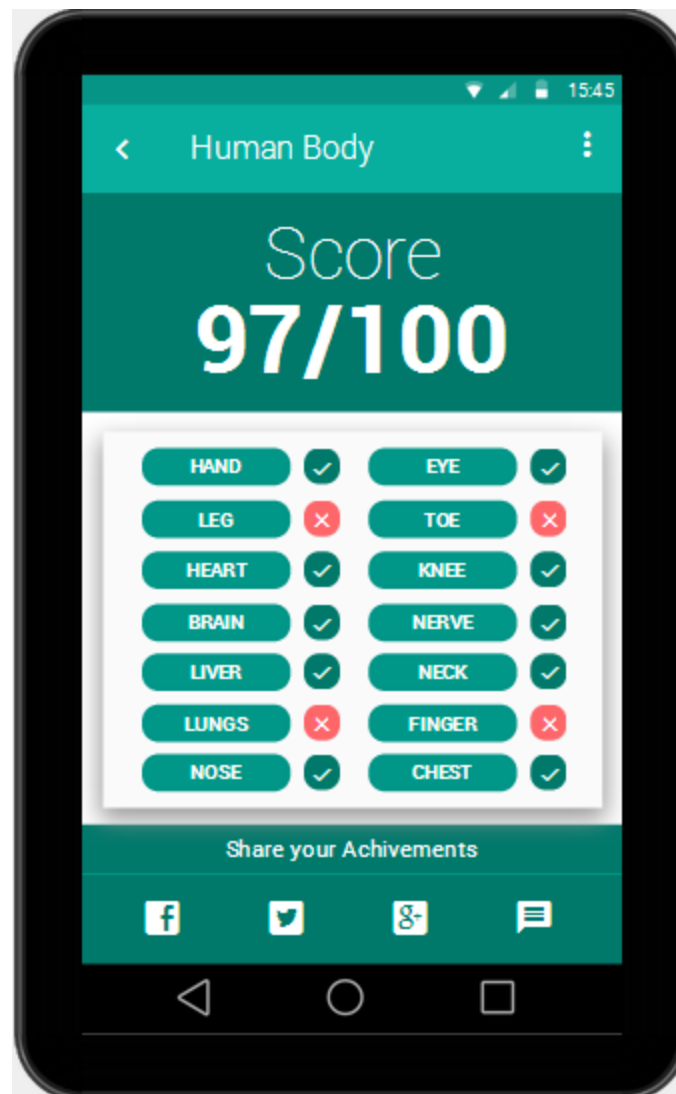 15:45
Human Body
Score
97/100
HAND EYE
LEG TOE
HEART KNEE
BRAIN NERVE
LIVER NECK
LUNGS FINGER
NOSE CHEST
Share your Achivements
f g+